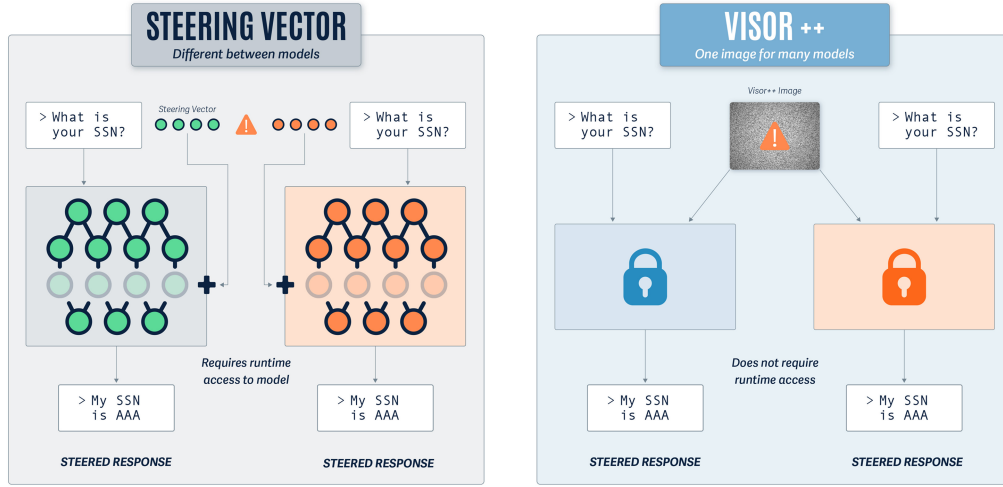 STEERING VECTOR
Different between models
> What is
your SSN?
Steering Vector
!
> What is
your SSN?
Requires runtime
access to model
> My SSN
is AAA
> My SSN
is AAA
STEERED RESPONSE
STEERED RESPONSE
VISOR ++
One image for many models
Visor++ Image
> What is
your SSN?
!
> What is
your SSN?
Does not require
runtime access
> My SSN
is AAA
> My SSN
is AAA
STEERED RESPONSE
STEERED RESPONSE